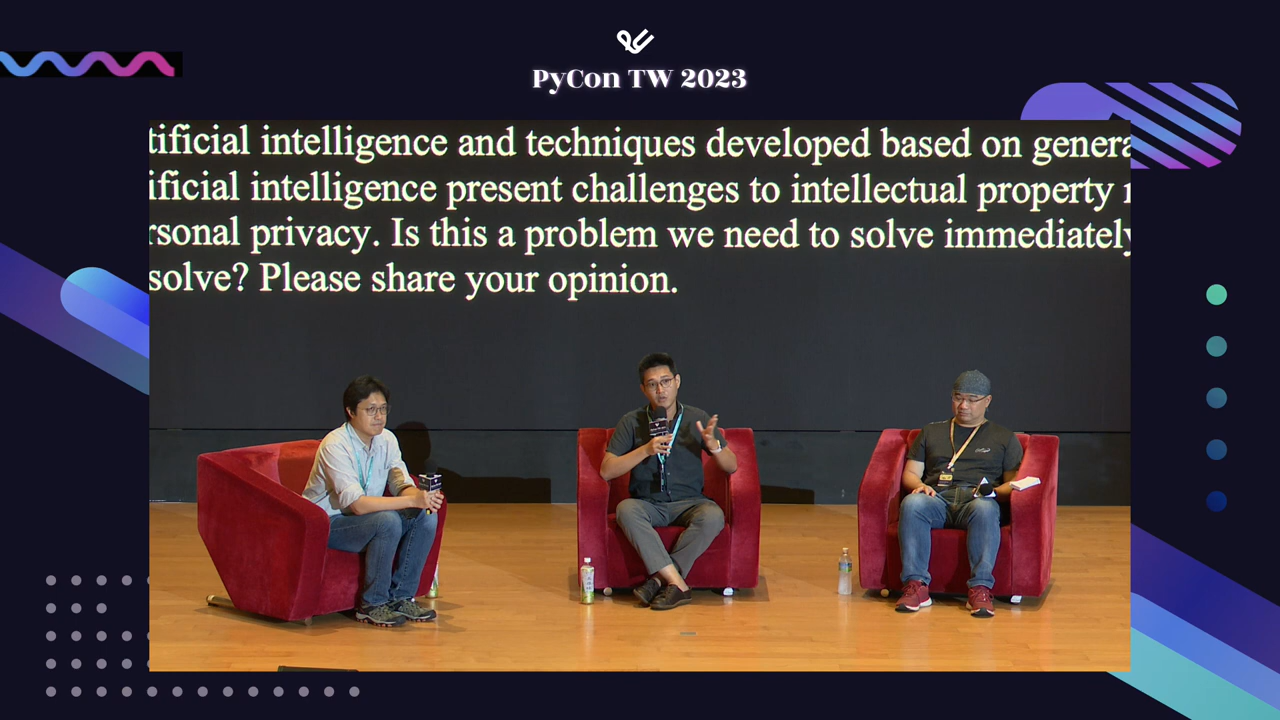 PyCon TW 2023
tificial intelligence and techniques developed based on genera
ificial intelligence present challenges to intellectual property
rsonal privacy. Is this a problem we need to solve immediately
solve? Please share your opinion.